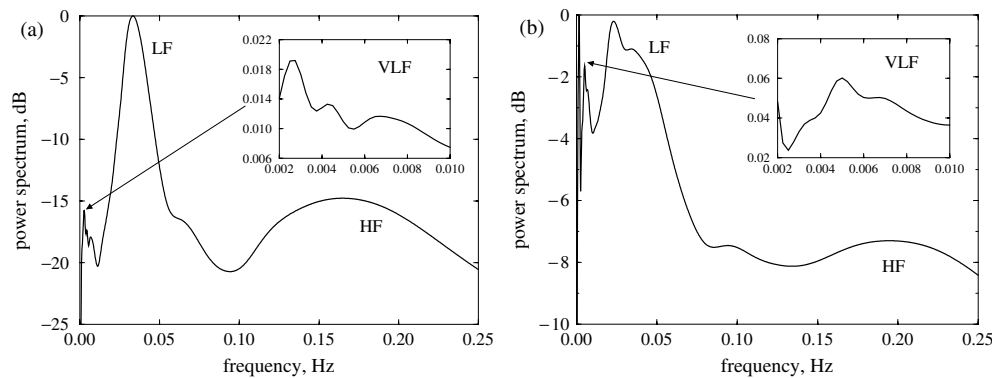 (a)
power spectrum, dB
0
−5
−10
−15
−20
−25
LF
HF
0.00 0.05 0.10 0.15 0.20 0.25
frequency, Hz
VLF
0.022
0.018
0.014
0.010
0.006
0.002 0.004 0.006 0.008 0.010
(b)
power spectrum, dB
0
−2
−4
−6
−8
−10
LF
HF
0.00 0.05 0.10 0.15 0.20 0.25
frequency, Hz
VLF
0.08
0.06
0.04
0.02
0.002 0.004 0.006 0.008 0.010